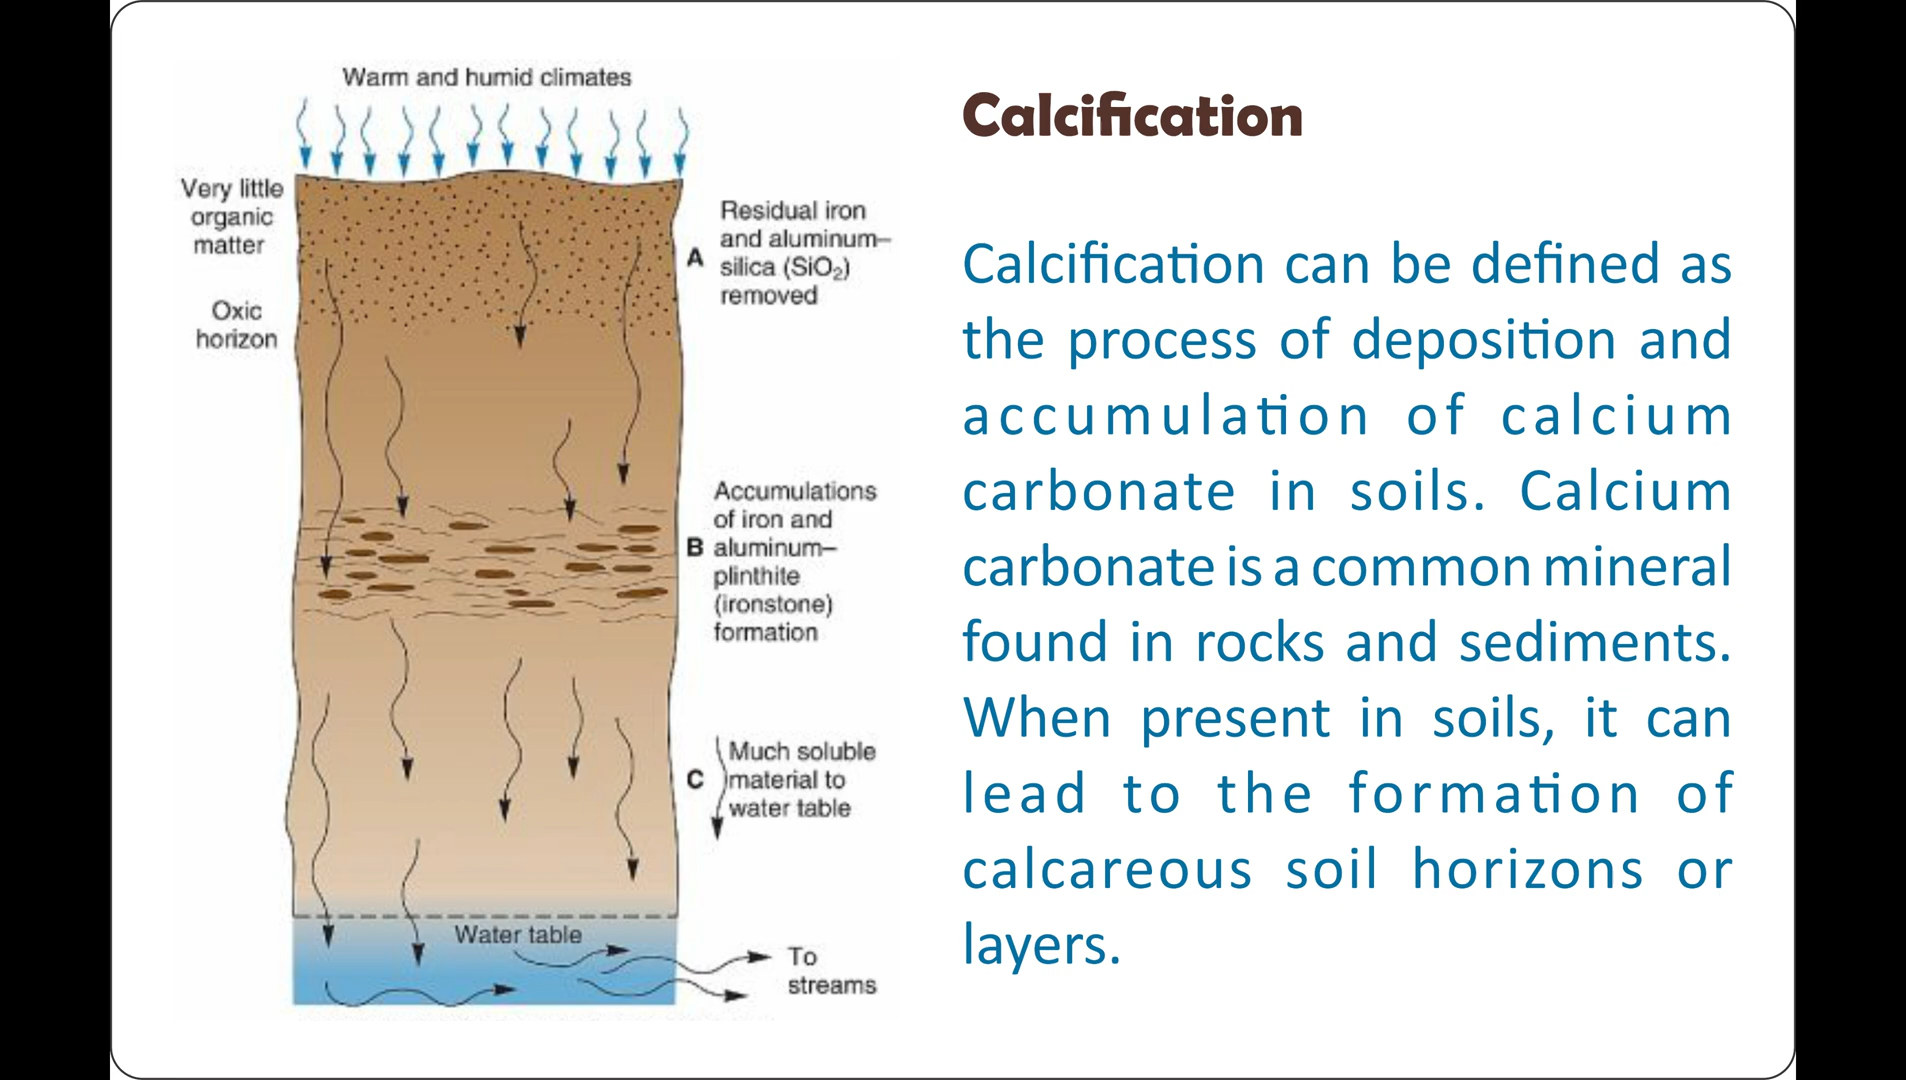 Warm and humid climates
Very little
organic
matter
Oxic
horizon
A
Residual iron
and aluminum–
silica (SiO₂)
removed
B
Accumulations
of iron and
aluminum–
plinthite
(ironstone)
formation
C
Much soluble
material to
water table
Water table
To
streams
Calcification
Calcification can be defined as
the process of deposition and
accumulation of calcium
carbonate in soils. Calcium
carbonate is a common mineral
found in rocks and sediments.
When present in soils, it can
lead to the formation of
calcareous soil horizons or
layers.